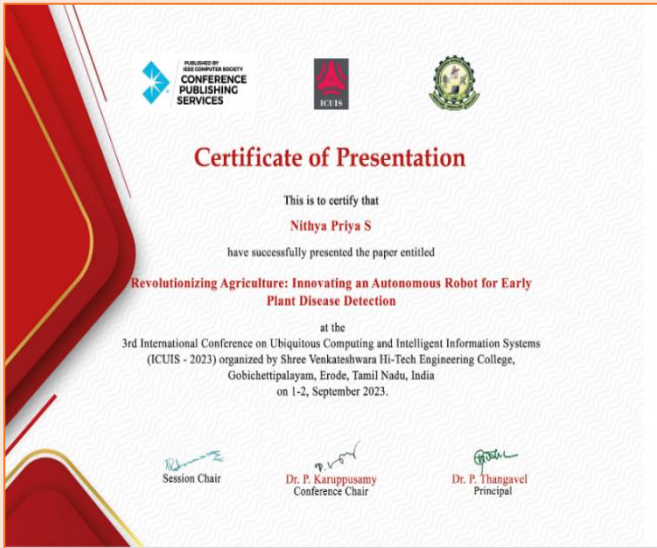 PUBLISHED BY
IEEE COMPUTER SOCIETY
CONFERENCE
PUBLISHING
SERVICES
ICUIS
Certificate of Presentation
This is to certify that
Nithya Priya S
have successfully presented the paper entitled
Revolutionizing Agriculture: Innovating an Autonomous Robot for Early
Plant Disease Detection
at the
3rd International Conference on Ubiquitous Computing and Intelligent Information Systems
(ICUIS - 2023) organized by Shree Venkateshwara Hi-Tech Engineering College,
Gobichettipalayam, Erode, Tamil Nadu, India
on 1-2, September 2023.
Session Chair
Dr. P. Karuppusamy
Conference Chair
Dr. P. Thangavel
Principal